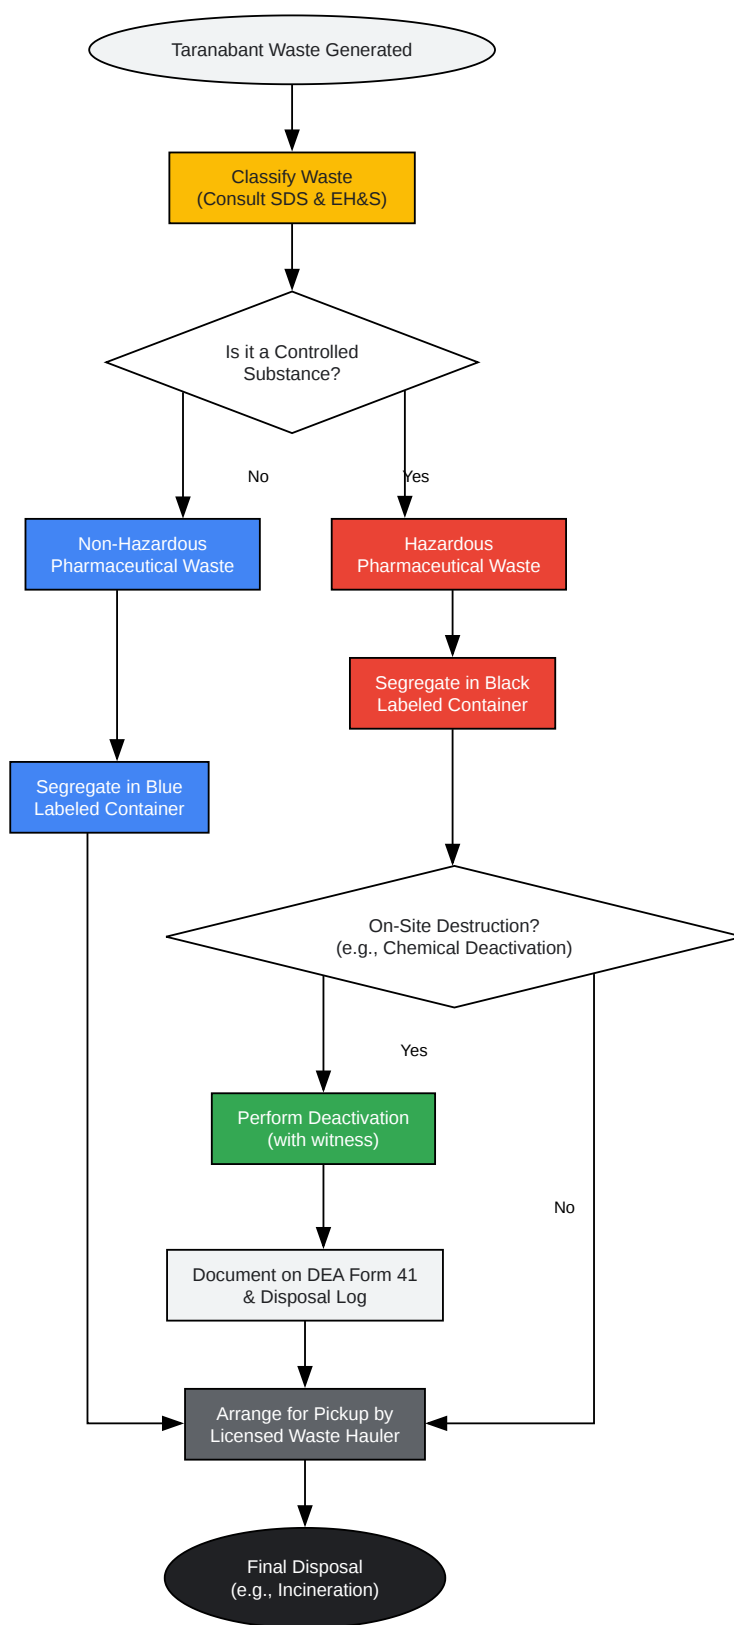 Taranabant Waste Generated
Classify Waste
(Consult SDS & EH&S)
Is it a Controlled
Substance?
No
Yes
Non-Hazardous
Pharmaceutical Waste
Hazardous
Pharmaceutical Waste
Segregate in Black
Labeled Container
Segregate in Blue
Labeled Container
On-Site Destruction?
(e.g., Chemical Deactivation)
Yes
Perform Deactivation
(with witness)
No
Document on DEA Form 41
& Disposal Log
Arrange for Pickup by
Licensed Waste Hauler
Final Disposal
(e.g., Incineration)